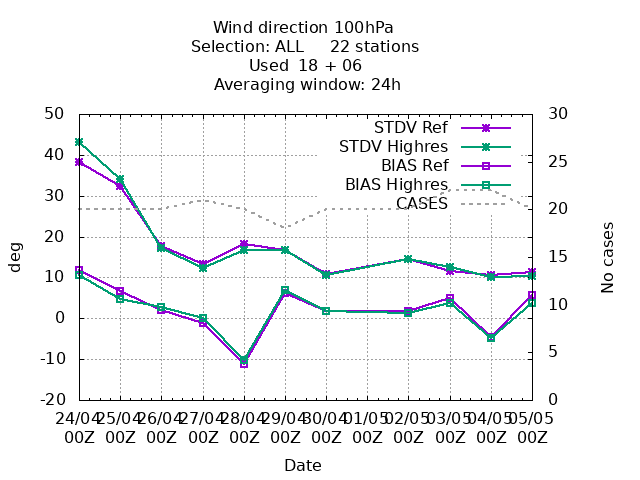 Wind direction 100hPa
Selection: ALL 22 stations
Used 18 + 06
Averaging window: 24h
50
40
30
20
10
0
-10
-20
deg
30
25
20
15
10
5
0
No cases
STDV Ref
STDV Highres
BIAS Ref
BIAS Highres
CASES
24/04 25/04 26/04 27/04 28/04 29/04 30/04 01/05 02/05 03/05 04/05 05/05
00Z 00Z 00Z 00Z 00Z 00Z 00Z 00Z 00Z 00Z 00Z 00Z
Date